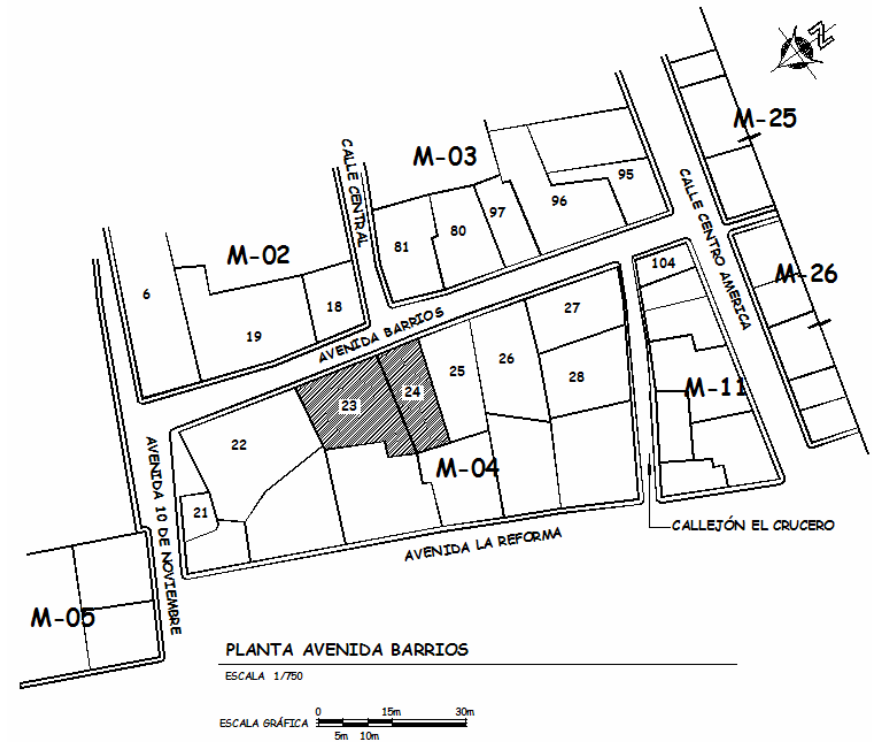 Z
M-25
M-03
CALLE CENTRAL
95
97
96
80
81
CALLE CENTRO AMERICA
M-02
104
M-26
6
18
19
AVENIDA BARRIOS
27
25
26
28
24
23
M-11
22
M-04
21
AVENIDA 10 DE NOVIEMBRE
CALLEJÓN EL CRUCERO
AVENIDA LA REFORMA
M-05
PLANTA AVENIDA BARRIOS
ESCALA 1/750
ESCALA GRÁFICA
0 15m 30m
5m 10m